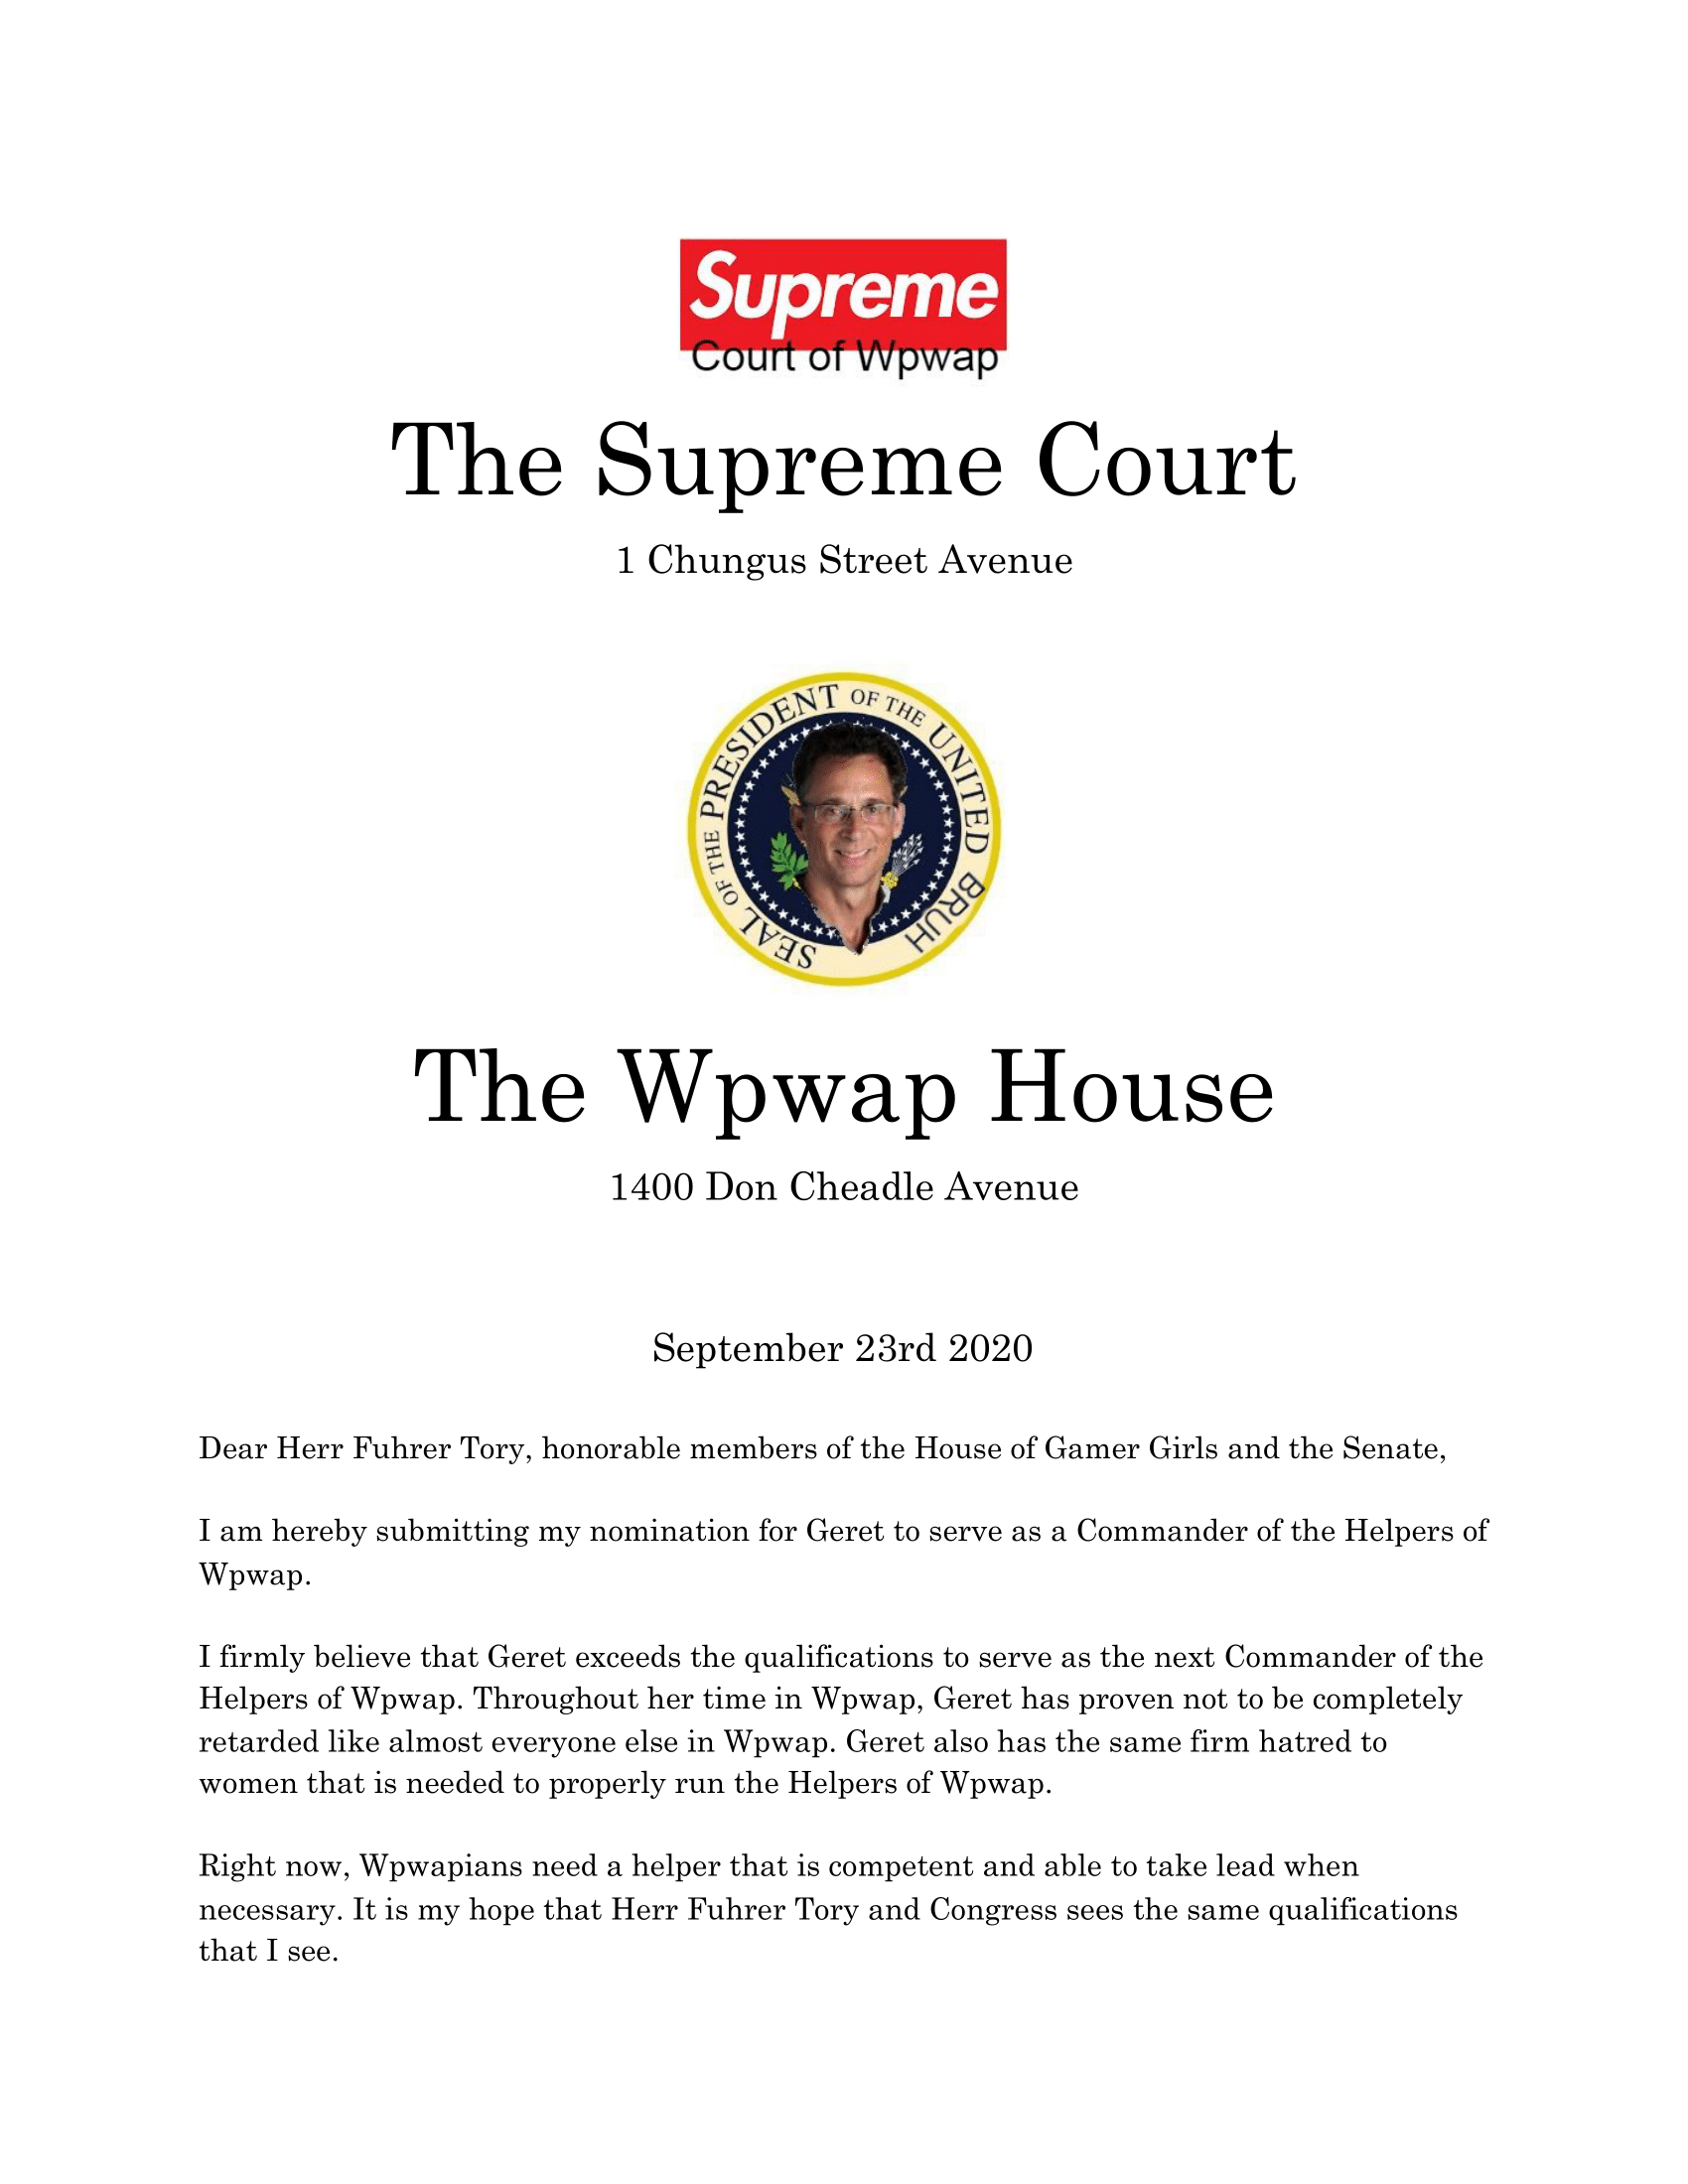 Supreme
Court of Wpwap
The Supreme Court
1 Chungus Street Avenue
SEAL OF THE PRESIDENT OF THE UNITED BRUH
The Wpwap House
1400 Don Cheadle Avenue
September 23rd 2020
Dear Herr Fuhrer Tory, honorable members of the House of Gamer Girls and the Senate,
I am hereby submitting my nomination for Geret to serve as a Commander of the Helpers of
Wpwap.
I firmly believe that Geret exceeds the qualifications to serve as the next Commander of the
Helpers of Wpwap. Throughout her time in Wpwap, Geret has proven not to be completely
retarded like almost everyone else in Wpwap. Geret also has the same firm hatred to
women that is needed to properly run the Helpers of Wpwap.
Right now, Wpwapians need a helper that is competent and able to take lead when
necessary. It is my hope that Herr Fuhrer Tory and Congress sees the same qualifications
that I see.